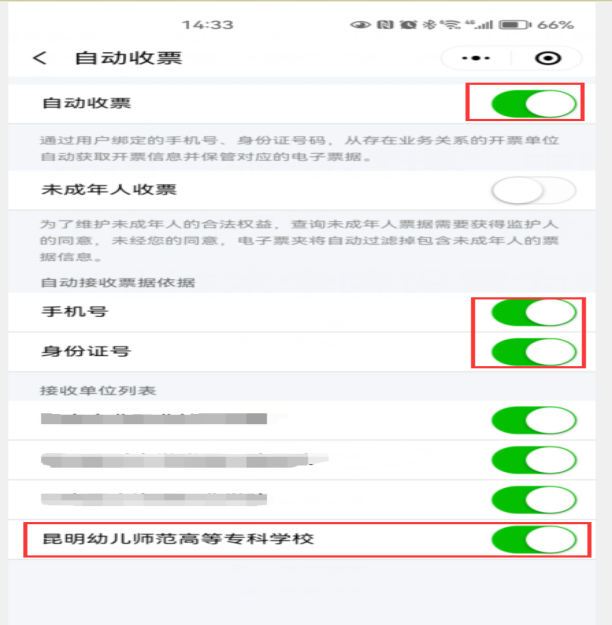 14:33
66%
自动收票
自动收票
通过用户绑定的手机号、身份证号码，从存在业务关系的开票单位
自动获取开票信息并保管对应的电子票据。
未成年人收票
为了维护未成年人的合法权益，查询未成年人票据需要获得监护人
的同意，未经您的同意，电子票夹将自动过滤掉包含未成年人的票
据信息。
自动接收票据依据
手机号
身份证号
接收单位列表
昆明幼儿师范高等专科学校